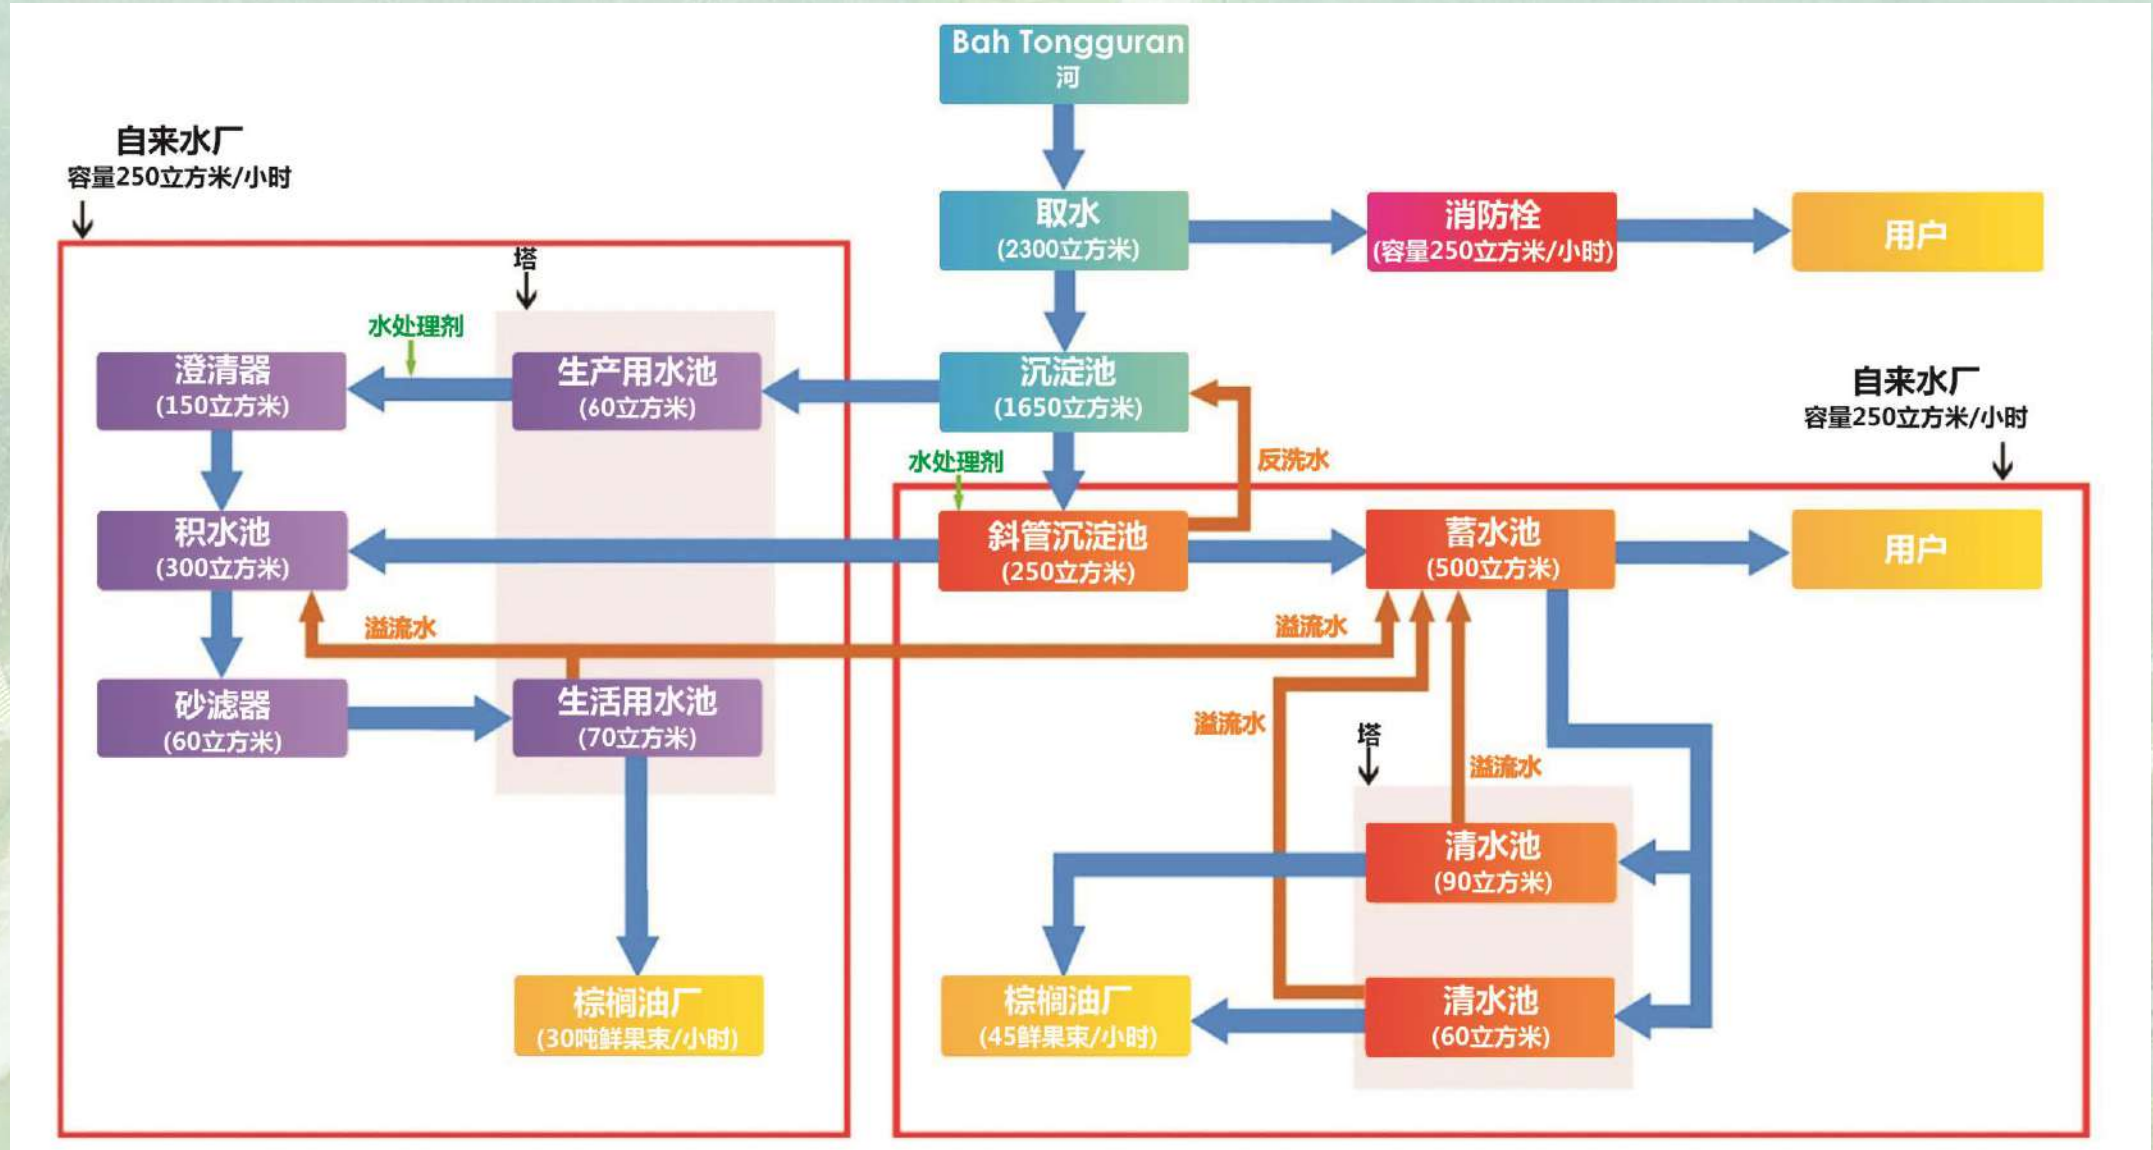 Bah Tongguran
河
自来水厂
容量250立方米/小时
取水
(2300立方米)
消防栓
(容量250立方米/小时)
用户
塔
水处理剂
澄清器
(150立方米)
生产用水池
(60立方米)
沉淀池
(1650立方米)
自来水厂
容量250立方米/小时
水处理剂
反洗水
积水池
(300立方米)
斜管沉淀池
(250立方米)
蓄水池
(500立方米)
用户
溢流水
溢流水
砂滤器
(60立方米)
生活用水池
(70立方米)
溢流水
塔
溢流水
清水池
(90立方米)
棕榈油厂
(30吨鲜果束/小时)
棕榈油厂
(45鲜果束/小时)
清水池
(60立方米)